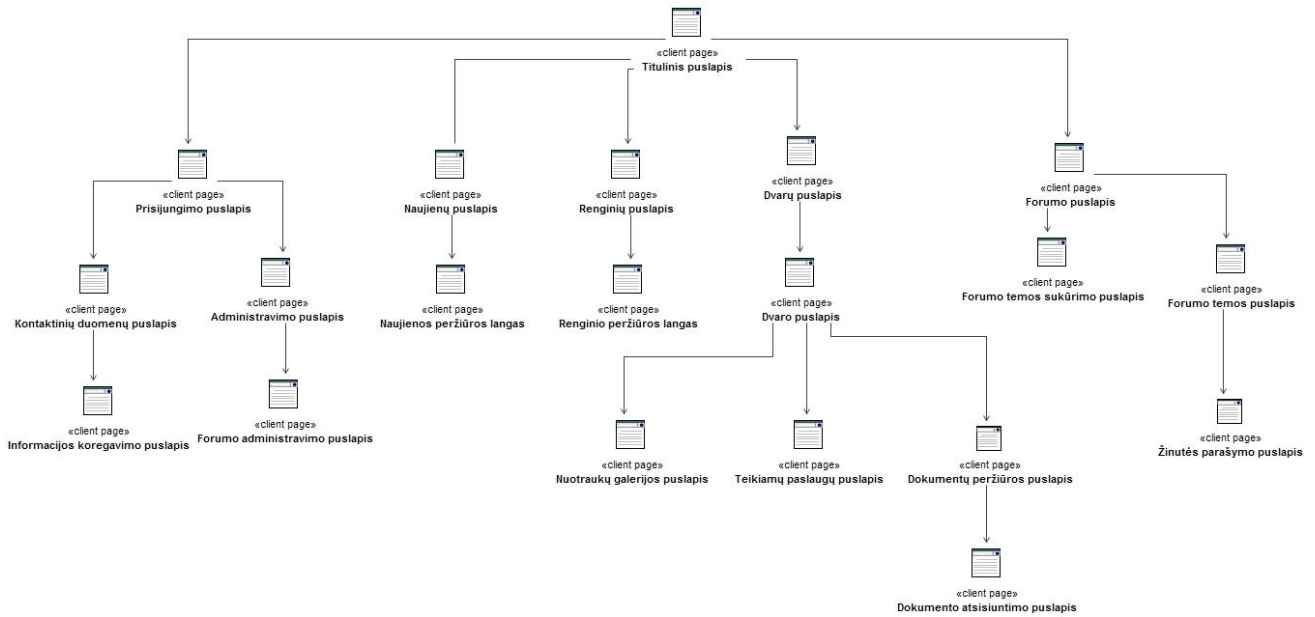 «client page»
Titulinis puslapis
«client page»
Prisijungimo puslapis
«client page»
Naujienų puslapis
«client page»
Renginių puslapis
«client page»
Dvarų puslapis
«client page»
Forumo puslapis
«client page»
Kontaktinių duomenų puslapis
«client page»
Administravimo puslapis
«client page»
Naujienos peržiūros langas
«client page»
Renginio peržiūros langas
«client page»
Dvaro puslapis
«client page»
Forumo temos sukūrimo puslapis
«client page»
Forumo temos puslapis
«client page»
Informacijos koregavimo puslapis
«client page»
Forumo administravimo puslapis
«client page»
Nuotraukų galerijos puslapis
«client page»
Teikiamų paslaugų puslapis
«client page»
Dokumentų peržiūros puslapis
«client page»
Žinutės parašymo puslapis
«client page»
Dokumento atsisiuntimo puslapis